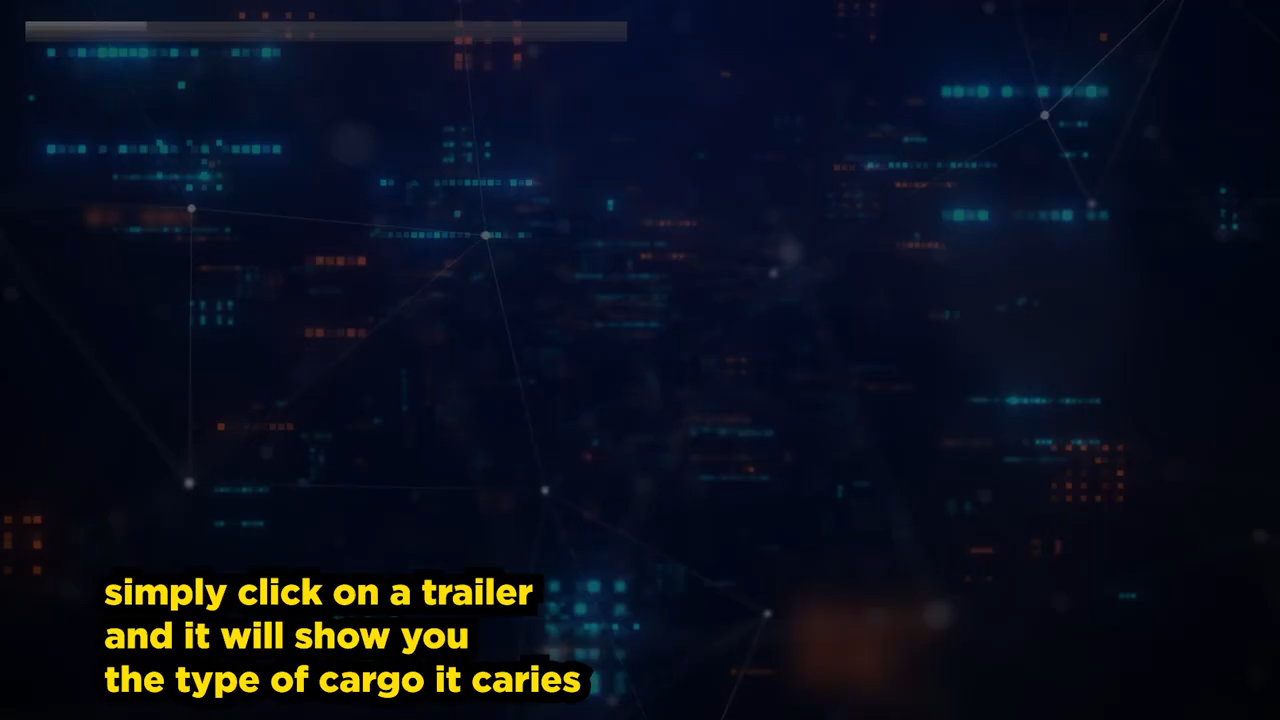 simply click on a trailer
and it will show you
the type of cargo it caries